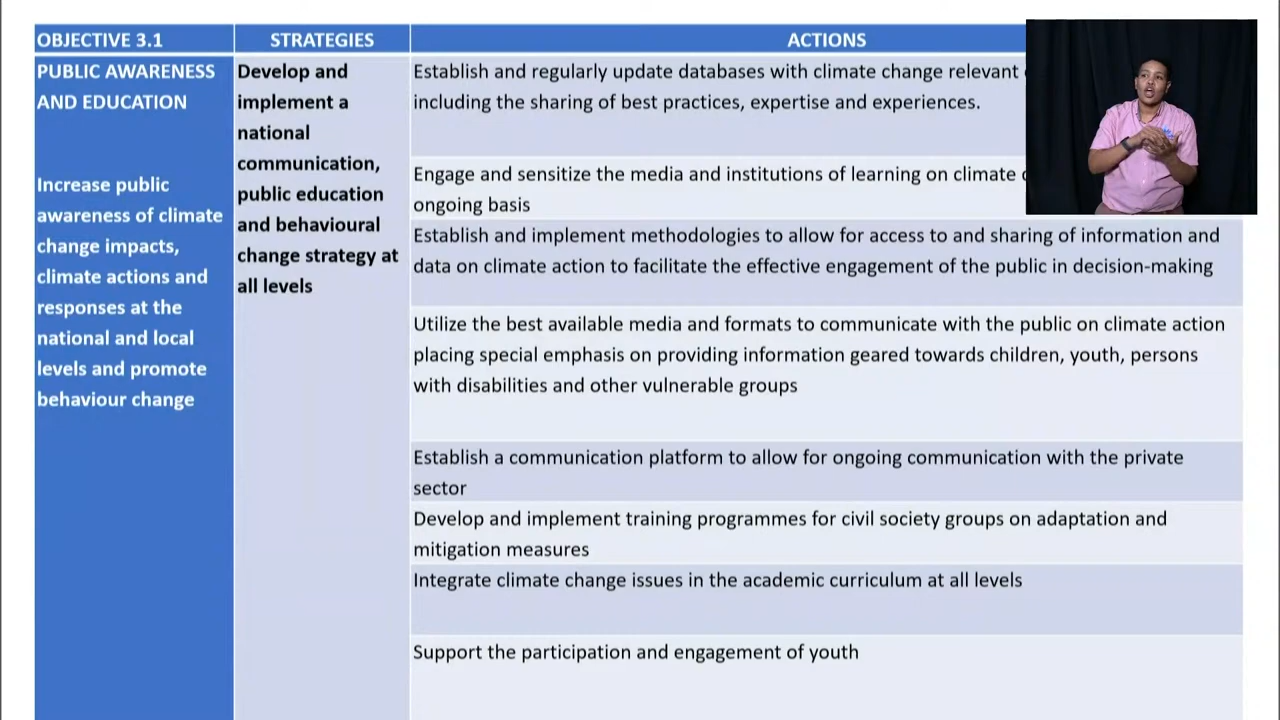 OBJECTIVE 3.1
STRATEGIES
ACTIONS
PUBLIC AWARENESS
AND EDUCATION
Increase public
awareness of climate
change impacts,
climate actions and
responses at the
national and local
levels and promote
behaviour change
Develop and
implement a
national
communication,
public education
and behavioural
change strategy at
all levels
Establish and regularly update databases with climate change relevant
including the sharing of best practices, expertise and experiences.
Engage and sensitize the media and institutions of learning on climate
ongoing basis
Establish and implement methodologies to allow for access to and sharing of information and
data on climate action to facilitate the effective engagement of the public in decision-making
Utilize the best available media and formats to communicate with the public on climate action
placing special emphasis on providing information geared towards children, youth, persons
with disabilities and other vulnerable groups
Establish a communication platform to allow for ongoing communication with the private
sector
Develop and implement training programmes for civil society groups on adaptation and
mitigation measures
Integrate climate change issues in the academic curriculum at all levels
Support the participation and engagement of youth